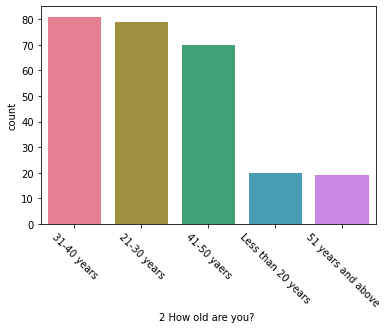 80
70
60
50
40
30
20
10
0
count
31-40 years
21-30 years
41-50 yaers
Less than 20 years
51 years and above
2 How old are you?